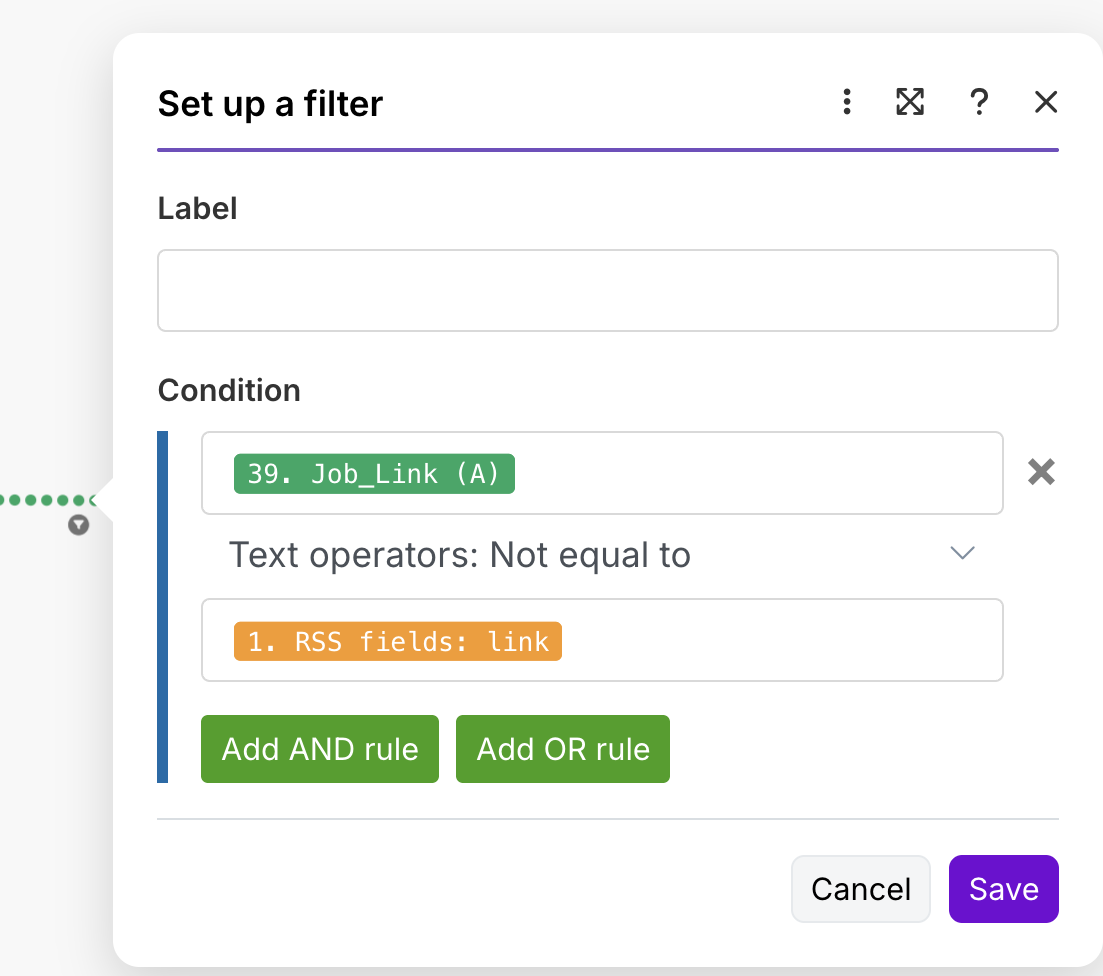 Set up a filter
?
Label
Condition
39. Job_Link (A)
Text operators: Not equal to
1. RSS fields: link
Add AND rule
Add OR rule
Cancel
Save